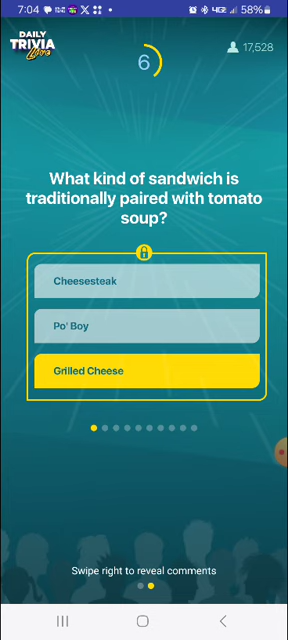 7:04
58%
DAILY
TRIVIA
Live
6
17,528
What kind of sandwich is
traditionally paired with tomato
soup?
Cheesesteak
Po' Boy
Grilled Cheese
Swipe right to reveal comments